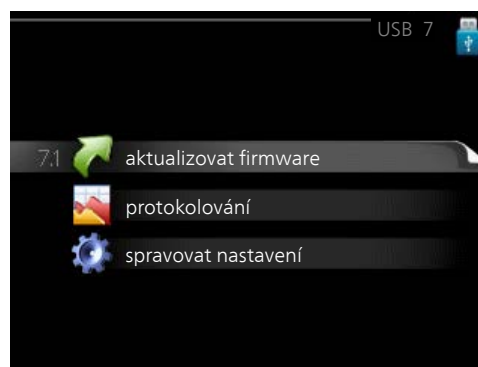 USB 7
7.1 aktualizovat firmware
protokolování
spravovat nastavení